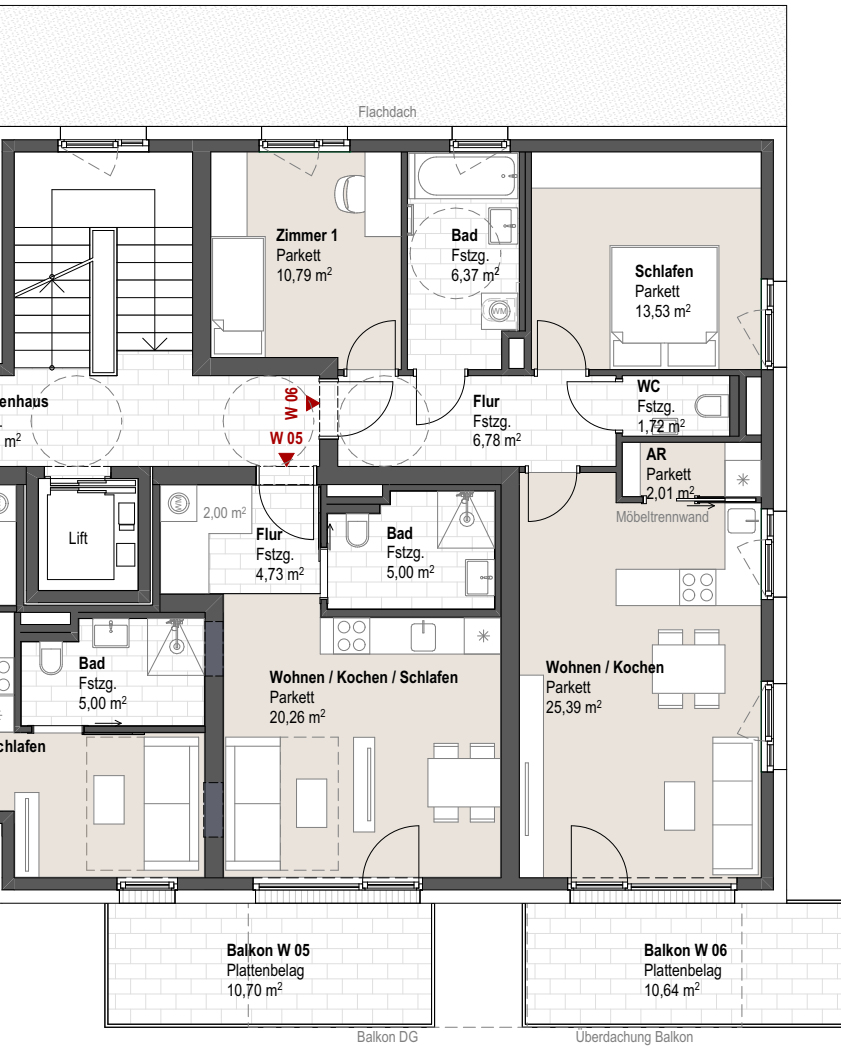 Flachdach
Zimmer 1
Parkett
10,79 m²
Bad
Fstzg.
6,37 m²
WM
Schlafen
Parkett
13,53 m²
enhaus
m²
W 06
W 05
Flur
Fstzg.
6,78 m²
WC
Fstzg.
1,72 m²
AR
Parkett
2,01 m²
Möbeltrennwand
Lift
WM
2,00 m²
Flur
Fstzg.
4,73 m²
Bad
Fstzg.
5,00 m²
Bad
Fstzg.
5,00 m²
Wohnen / Kochen / Schlafen
Parkett
20,26 m²
Wohnen / Kochen
Parkett
25,39 m²
chlafen
Balkon W 05
Plattenbelag
10,70 m²
Balkon W 06
Plattenbelag
10,64 m²
Balkon DG
Überdachung Balkon